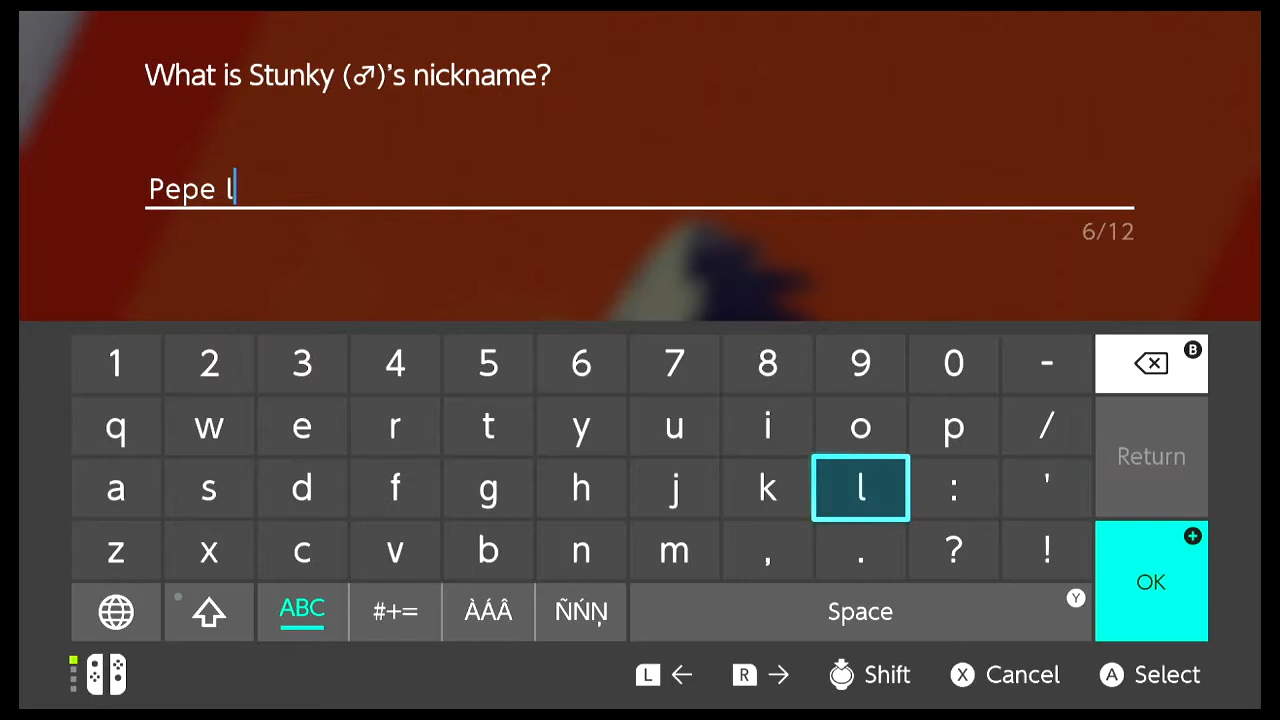 What is Stunky (♂)'s nickname?
Pepe l
6/12
1 2 3 4 5 6 7 8 9 0 - B
q w e r t y u i o p /
Return
a s d f g h j k l : '
z x c v b n m , . ? !
OK
ABC #+= ÀÁÂ ÑŃŅ Space Y
L ← R → Shift X Cancel A Select